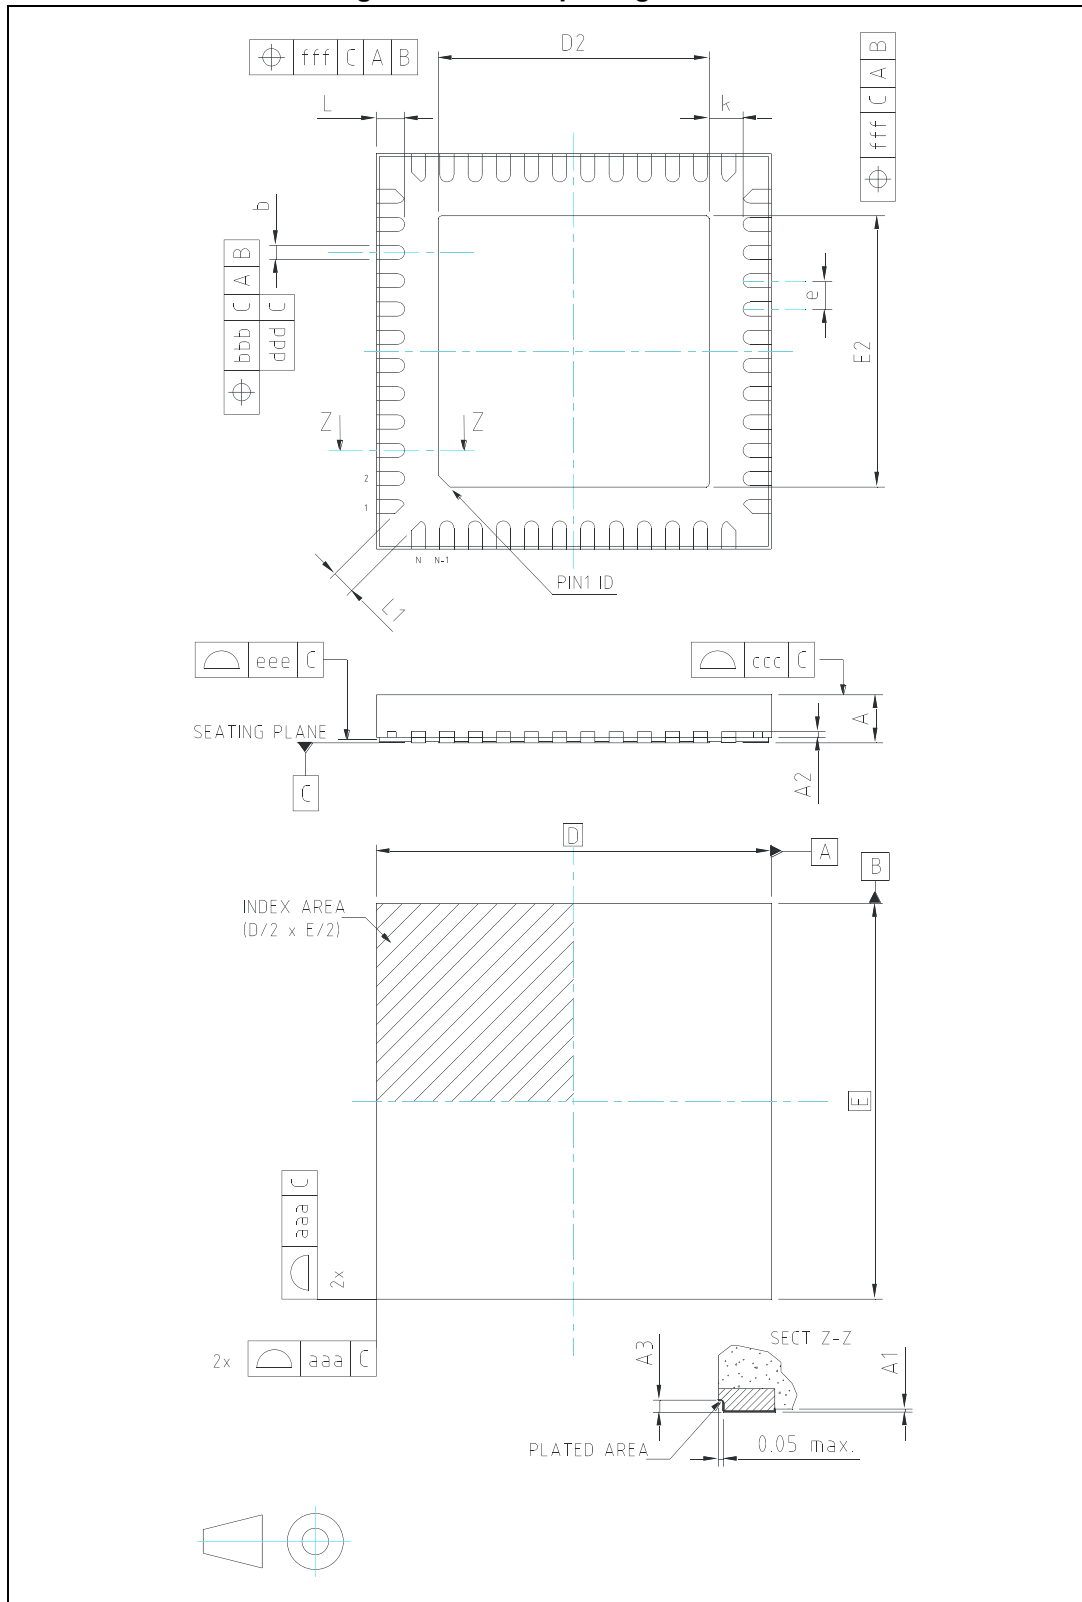 D2
fff C A B
L
k
fff C A B
b
bbb C A B
ddd C
e
E2
Z Z
2
1
N N-1
PIN1 ID
L1
eee C
ccc C
SEATING PLANE
A
A2
C
D
A
B
INDEX AREA
(D/2 x E/2)
E
aaa C
2x
2x aaa C
SECT Z-Z
A3
A1
PLATED AREA
0.05 max.